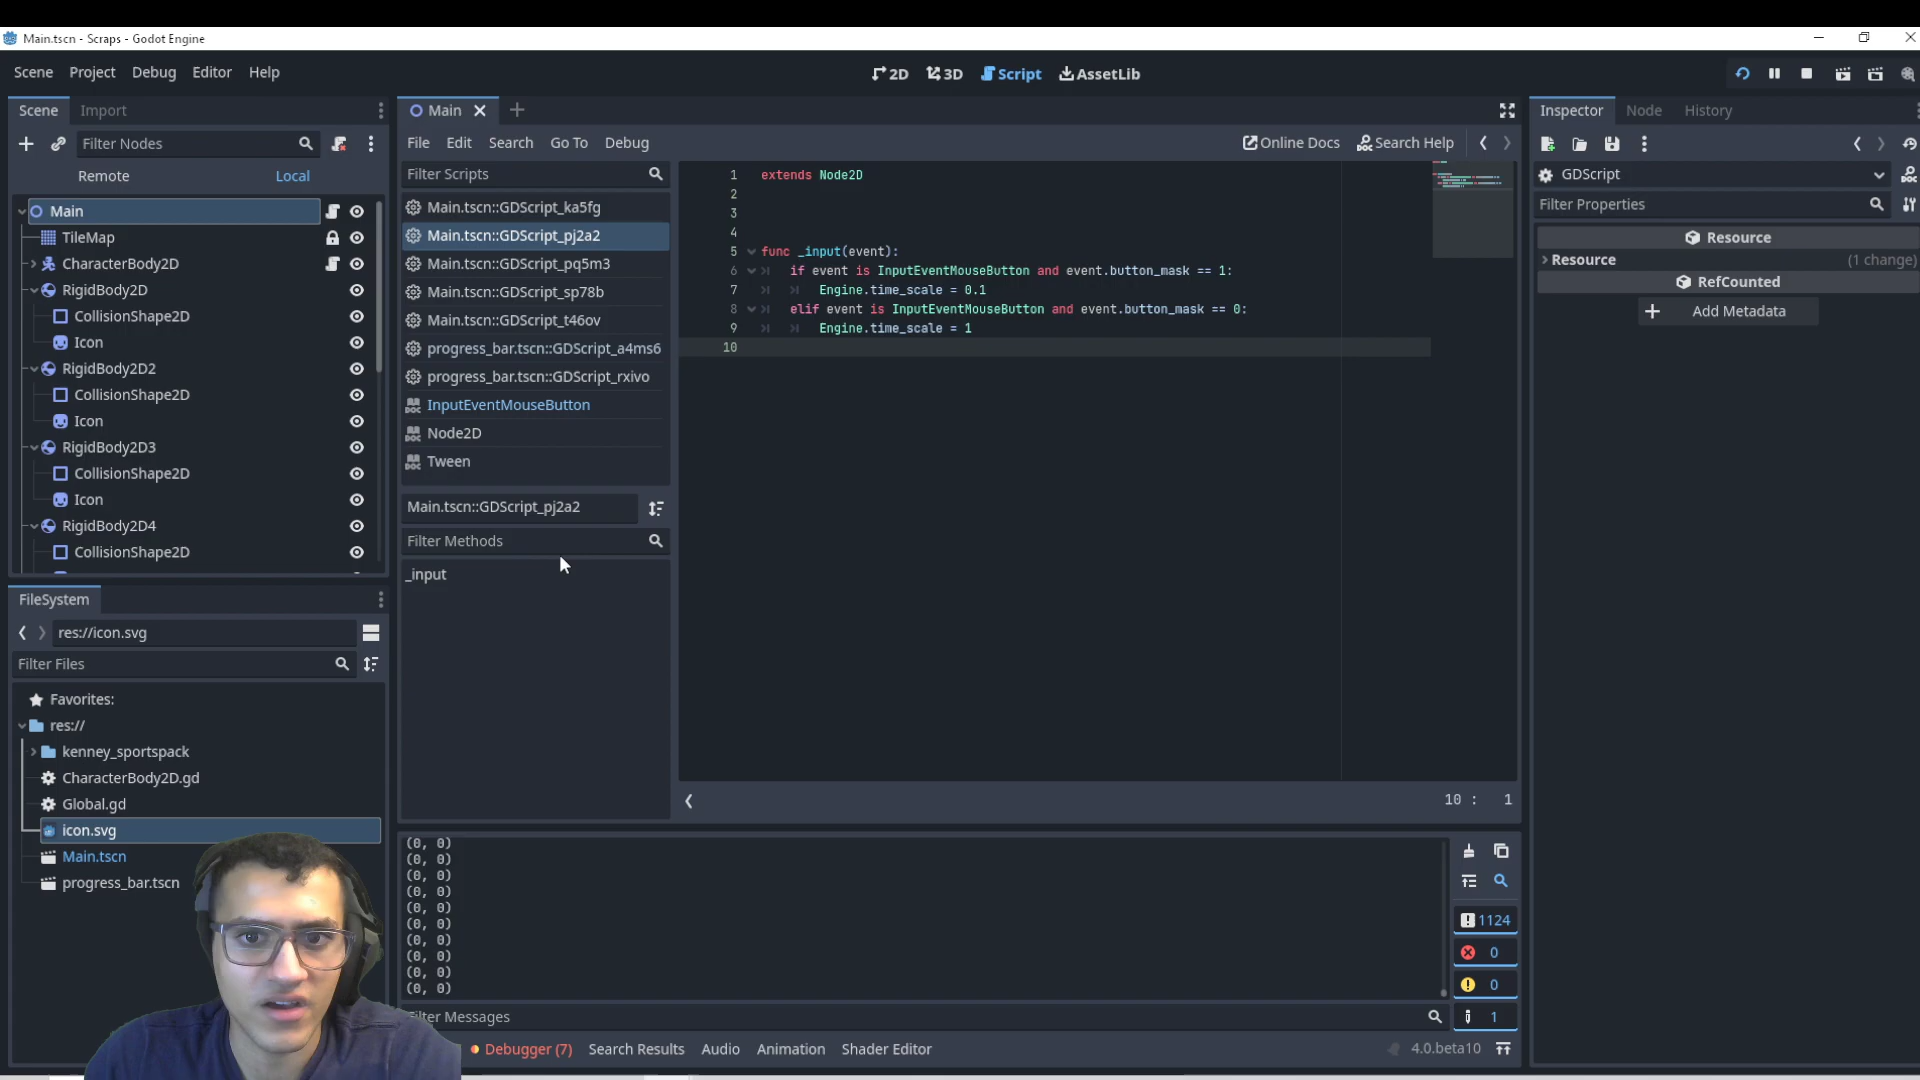 Main.tscn - Scraps - Godot Engine
Scene Project Debug Editor Help
2D 3D Script AssetLib
Scene Import
Filter Nodes
Remote Local
Main
TileMap
CharacterBody2D
RigidBody2D
CollisionShape2D
Icon
RigidBody2D2
CollisionShape2D
Icon
RigidBody2D3
CollisionShape2D
Icon
RigidBody2D4
CollisionShape2D
FileSystem
res://icon.svg
Filter Files
Favorites:
res://
kenney_sportspack
CharacterBody2D.gd
Global.gd
icon.svg
Main.tscn
progress_bar.tscn
Main
File Edit Search Go To Debug
Online Docs Search Help
Filter Scripts
Main.tscn::GDScript_ka5fg
Main.tscn::GDScript_pj2a2
Main.tscn::GDScript_pq5m3
Main.tscn::GDScript_sp78b
Main.tscn::GDScript_t46ov
progress_bar.tscn::GDScript_a4ms6
progress_bar.tscn::GDScript_rxivo
InputEventMouseButton
Node2D
Tween
Main.tscn::GDScript_pj2a2
Filter Methods
_input
1 extends Node2D
2
3
4
5 func _input(event):
6 if event is InputEventMouseButton and event.button_mask == 1:
7 Engine.time_scale = 0.1
8 elif event is InputEventMouseButton and event.button_mask == 0:
9 Engine.time_scale = 1
10
10 : 1
(0, 0)
(0, 0)
(0, 0)
(0, 0)
(0, 0)
(0, 0)
(0, 0)
(0, 0)
(0, 0)
(0, 0)
1124
0
0
1
Filter Messages
Debugger (7) Search Results Audio Animation Shader Editor
4.0.beta10
Inspector Node History
GDScript
Filter Properties
Resource
Resource (1 change)
RefCounted
Add Metadata